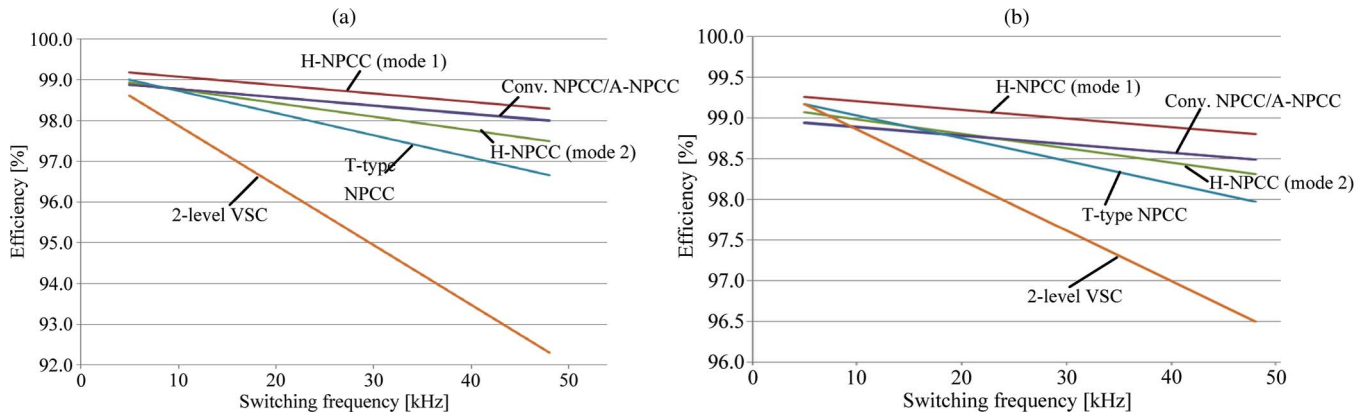 (a)
100.0
99.0
98.0
97.0
96.0
95.0
94.0
93.0
92.0
Efficiency [%]
H-NPCC (mode 1)
Conv. NPCC/A-NPCC
H-NPCC (mode 2)
T-type
NPCC
2-level VSC
0 10 20 30 40 50
Switching frequency [kHz]
(b)
100.0
99.5
99.0
98.5
98.0
97.5
97.0
96.5
96.0
Efficiency [%]
H-NPCC (mode 1)
Conv. NPCC/A-NPCC
H-NPCC (mode 2)
T-type NPCC
2-level VSC
0 10 20 30 40 50
Switching frequency [kHz]